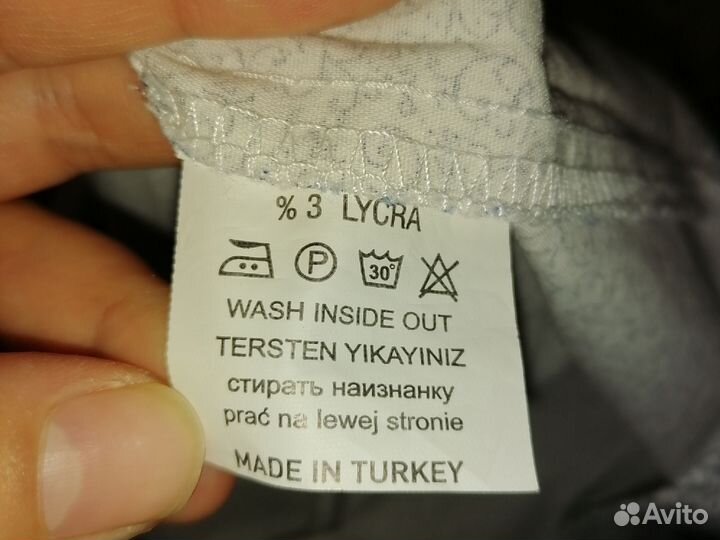 % 3 LYCRA
P 30°
WASH INSIDE OUT
TERSTEN YIKAYINIZ
стирать наизнанку
prać na lewej stronie
MADE IN TURKEY
Avito